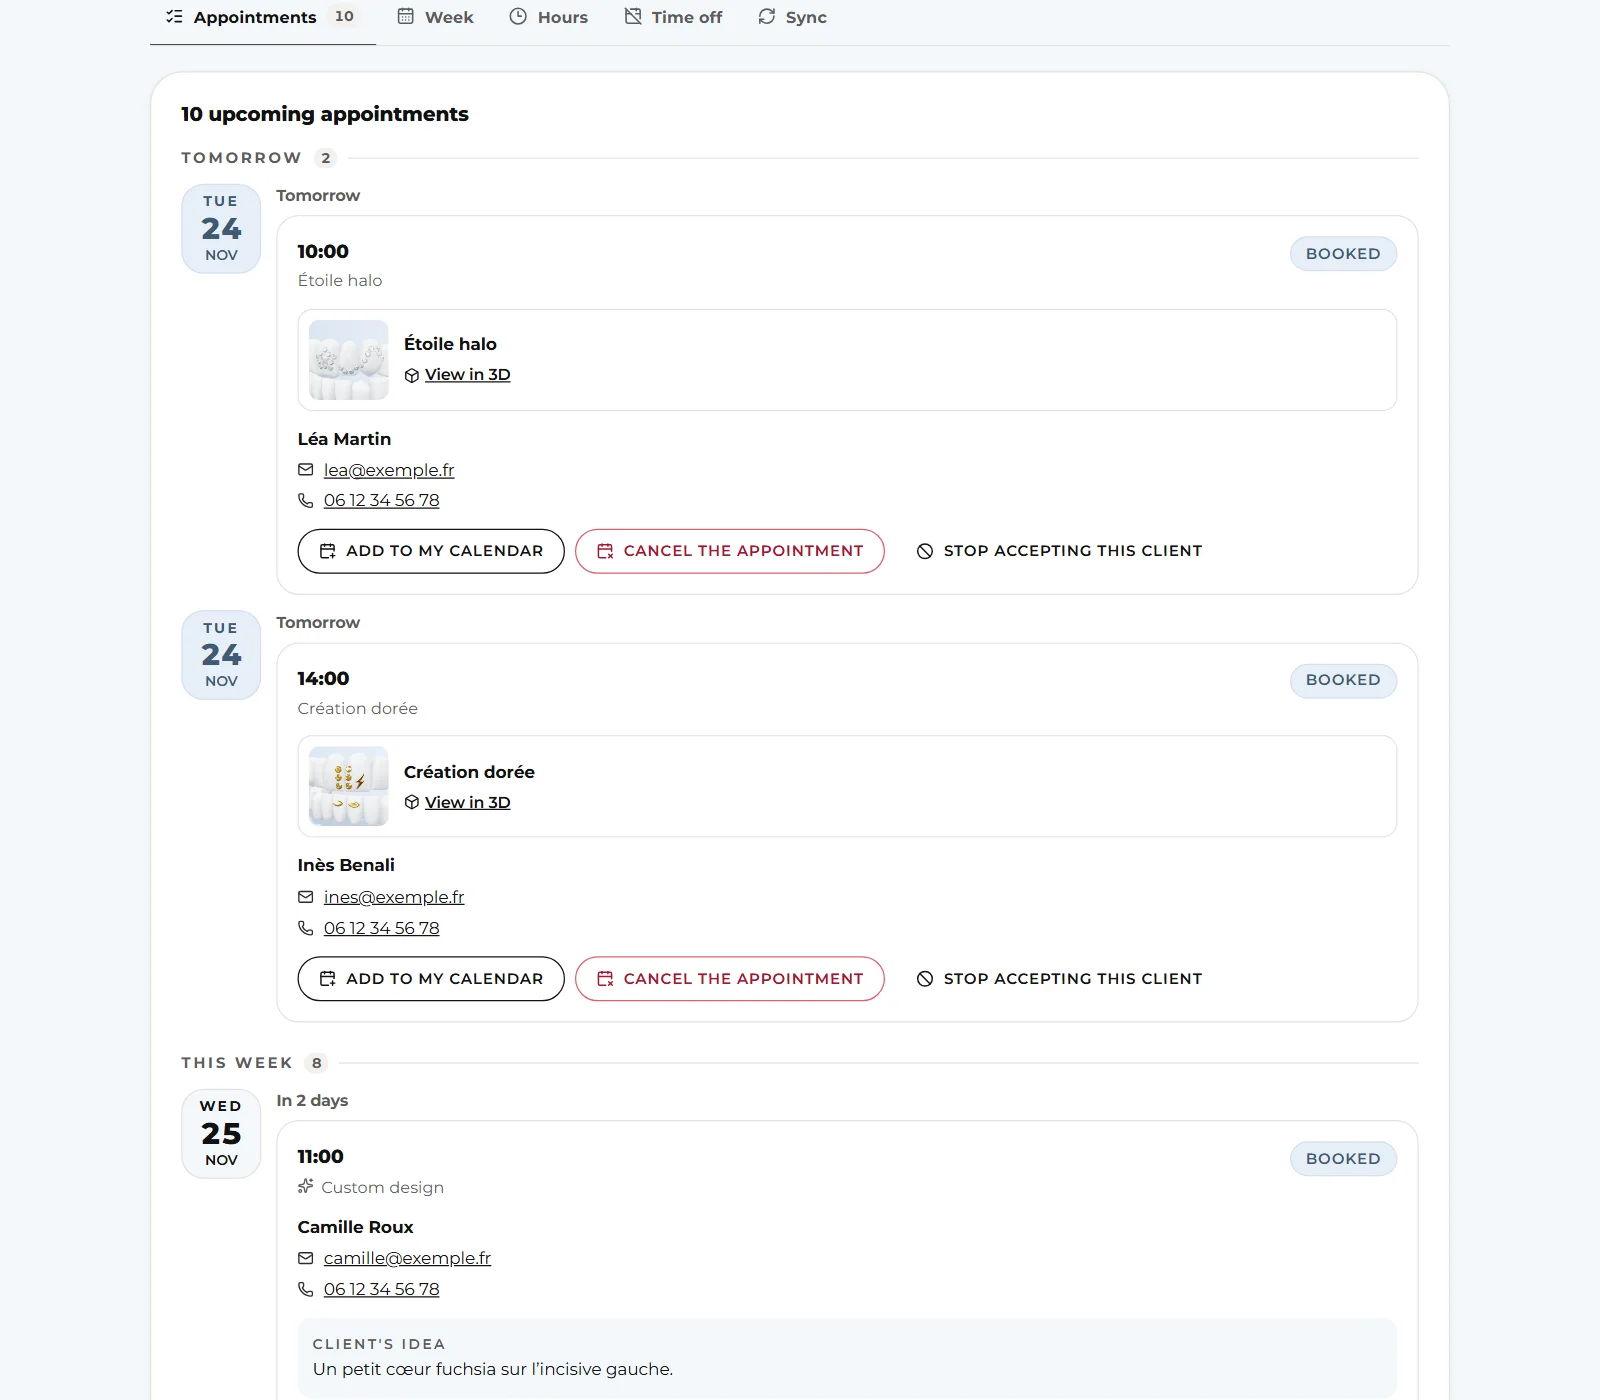 Appointments 10 Week Hours Time off Sync
10 upcoming appointments
TOMORROW 2
TUE
24
NOV
Tomorrow
10:00
BOOKED
Étoile halo
Étoile halo
View in 3D
Léa Martin
lea@exemple.fr
06 12 34 56 78
ADD TO MY CALENDAR CANCEL THE APPOINTMENT STOP ACCEPTING THIS CLIENT
TUE
24
NOV
Tomorrow
14:00
BOOKED
Création dorée
Création dorée
View in 3D
Inès Benali
ines@exemple.fr
06 12 34 56 78
ADD TO MY CALENDAR CANCEL THE APPOINTMENT STOP ACCEPTING THIS CLIENT
THIS WEEK 8
WED
25
NOV
In 2 days
11:00
BOOKED
Custom design
Camille Roux
camille@exemple.fr
06 12 34 56 78
CLIENT'S IDEA
Un petit cœur fuchsia sur l’incisive gauche.